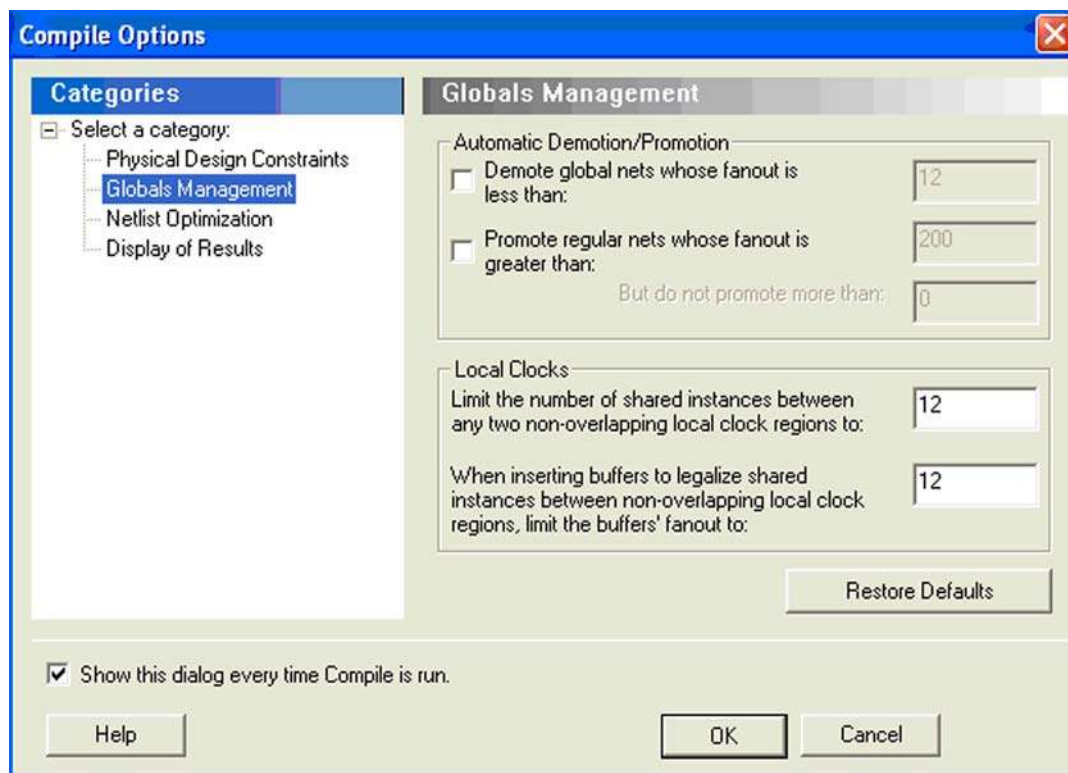 Compile Options
Categories
Select a category:
Physical Design Constraints
Globals Management
Netlist Optimization
Display of Results
Globals Management
Automatic Demotion/Promotion
Demote global nets whose fanout is
less than:
12
Promote regular nets whose fanout is
greater than:
200
But do not promote more than:
0
Local Clocks
Limit the number of shared instances between
any two non-overlapping local clock regions to:
12
When inserting buffers to legalize shared
instances between non-overlapping local clock
regions, limit the buffers' fanout to:
12
Restore Defaults
Show this dialog every time Compile is run.
Help
OK
Cancel